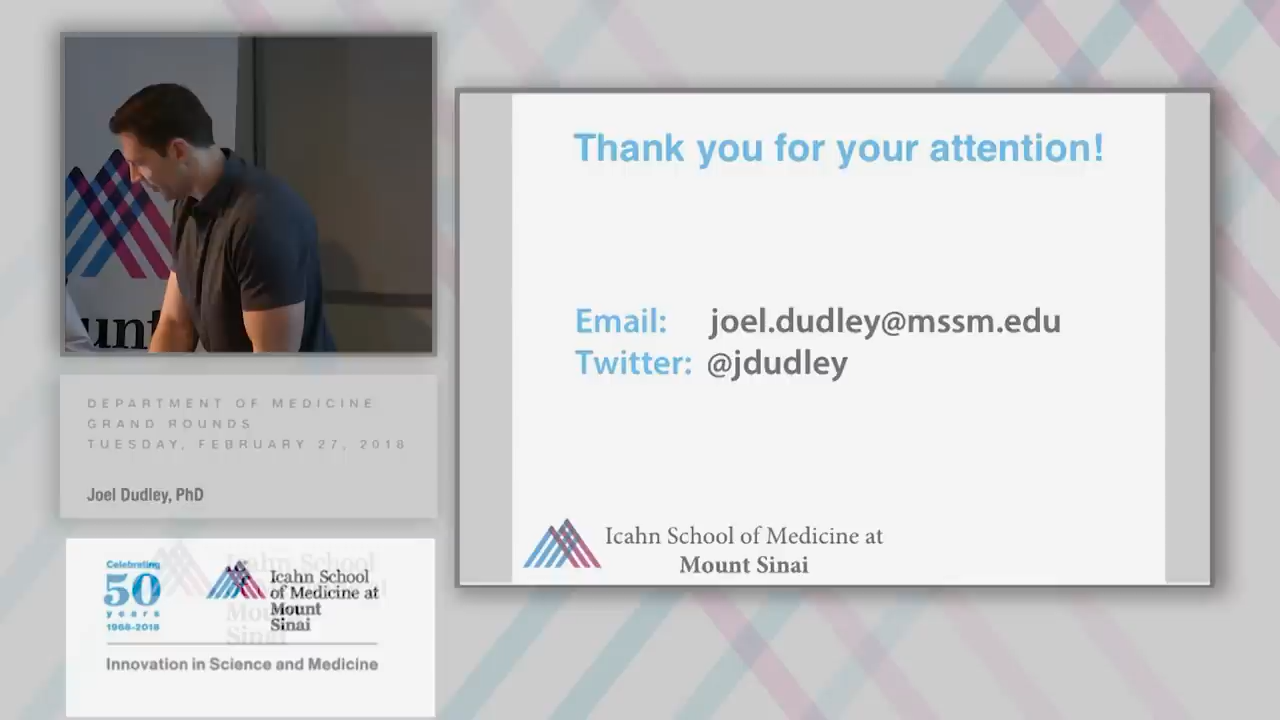 unt
DEPARTMENT OF MEDICINE
GRAND ROUNDS
TUESDAY, FEBRUARY 27, 2018
Joel Dudley, PhD
Celebrating
50
years
1968-2018
Icahn School
of Medicine at
Mount
Sinai
Innovation in Science and Medicine
Thank you for your attention!
Email: joel.dudley@mssm.edu
Twitter: @jdudley
Icahn School of Medicine at
Mount Sinai